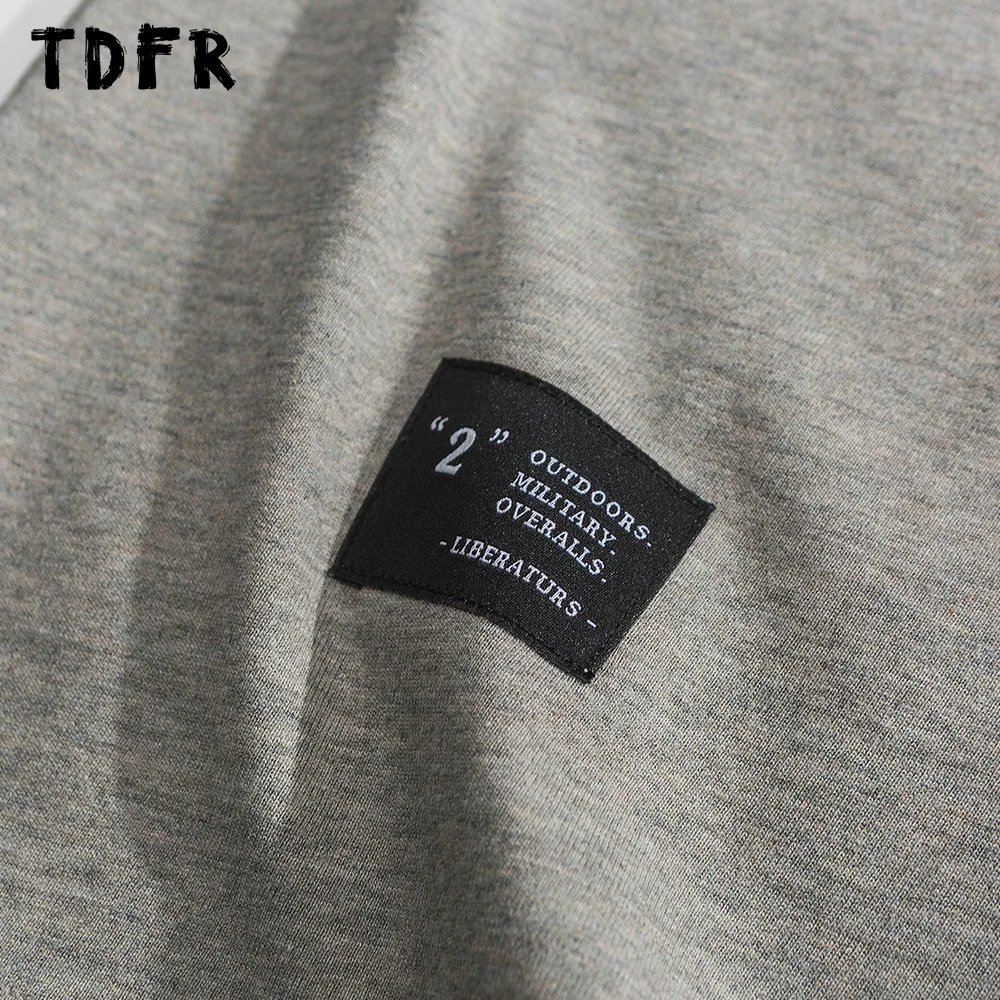 TDFR
“2”
OUTDOORS.
MILITARY.
OVERALLS.
-LIBERATURS-